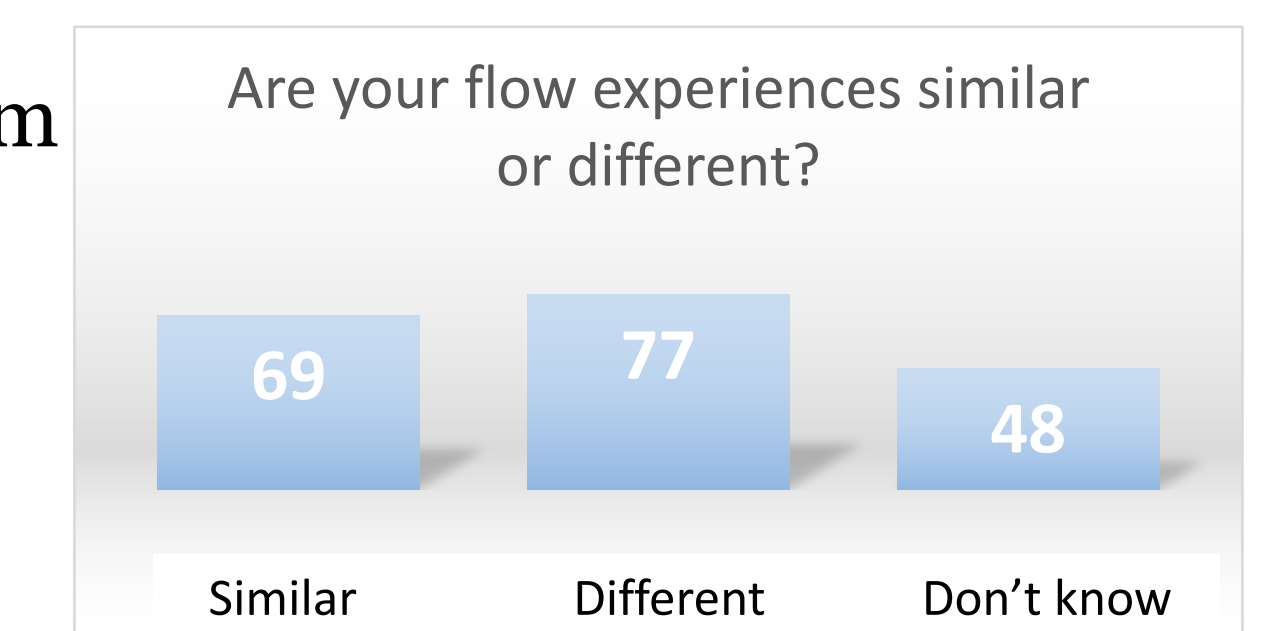 m
Are your flow experiences similar
or different?
69
77
48
Similar
Different
Don’t know